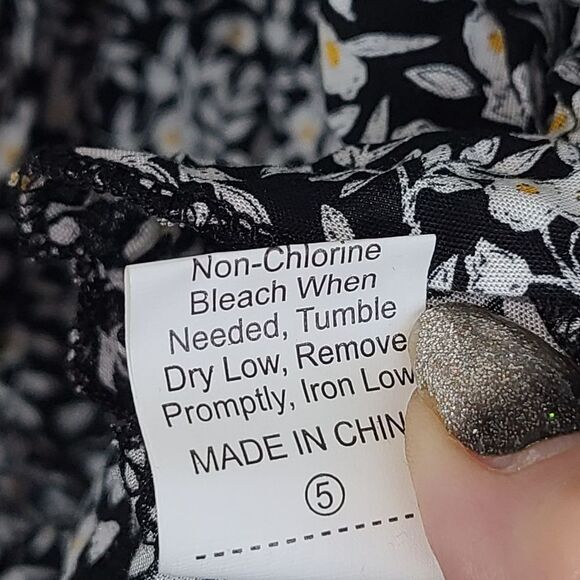 Non-Chlorine
Bleach When
Needed, Tumble
Dry Low, Remove
Promptly, Iron Low
MADE IN CHIN
5